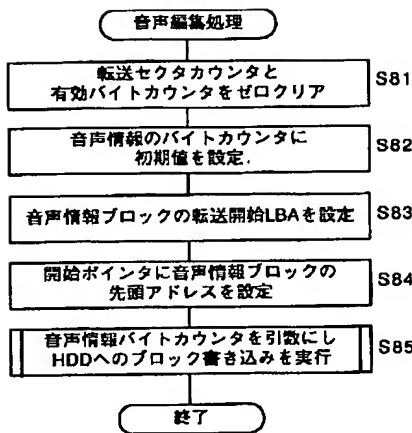 音声編集処理
転送セクタカウンタと
有効バイトカウンタをゼロクリア
S81
音声情報のバイトカウンタに
初期値を設定.
S82
音声情報ブロックの転送開始LBAを設定
S83
開始ポインタに音声情報ブロックの
先頭アドレスを設定
S84
音声情報バイトカウンタを引数にし
HDDへのブロック書き込みを実行
S85
終了